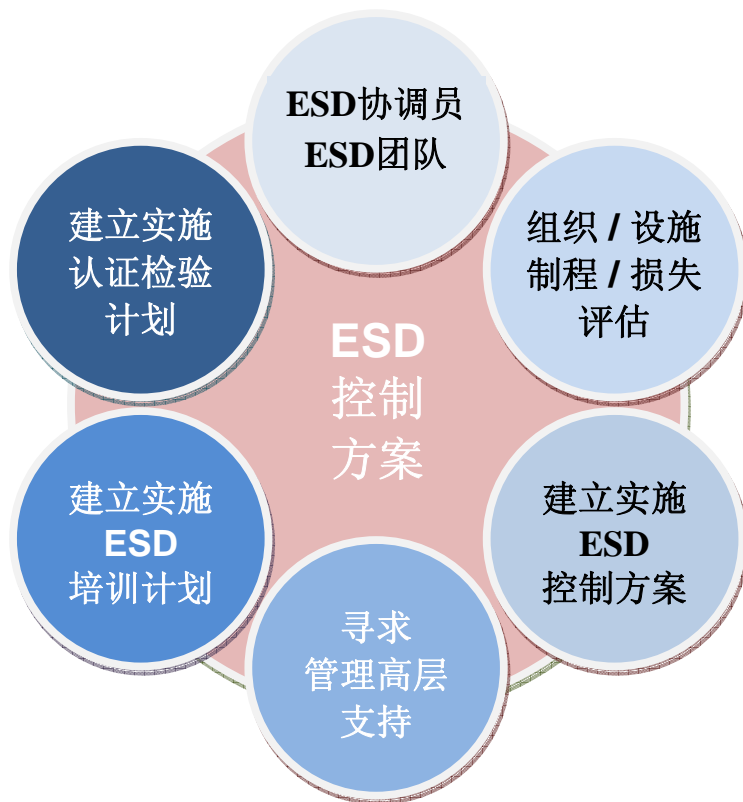 ESD协调员
ESD团队
组织 / 设施
制程 / 损失
评估
建立实施
ESD
控制方案
寻求
管理高层
支持
建立实施
ESD
培训计划
建立实施
认证检验
计划
ESD
控制
方案